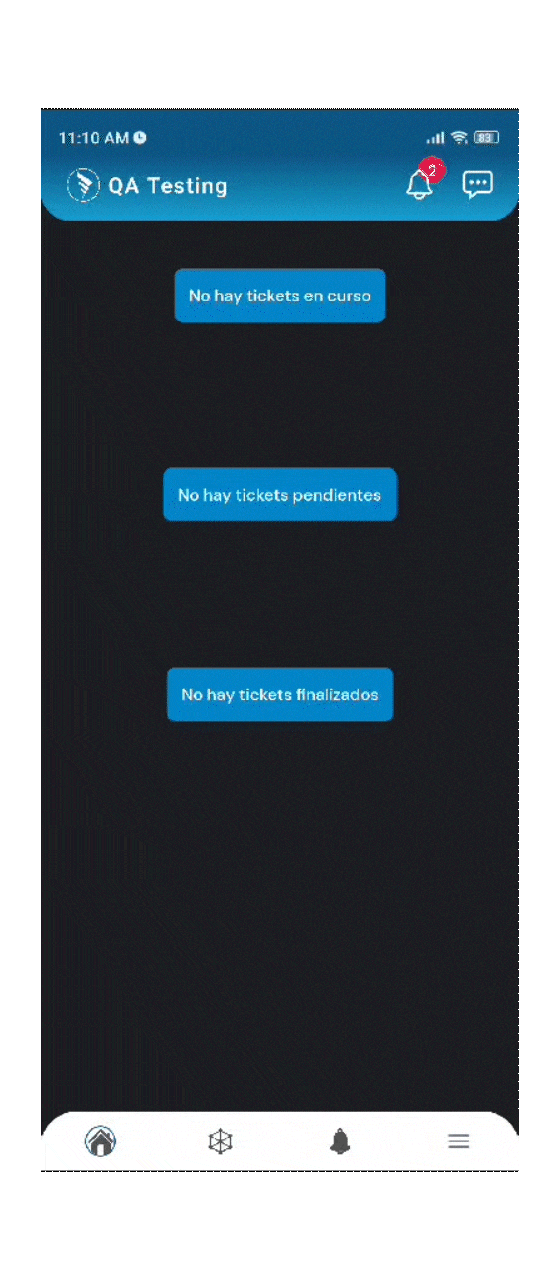 11:10 AM
83
QA Testing
2
No hay tickets en curso
No hay tickets pendientes
No hay tickets finalizados